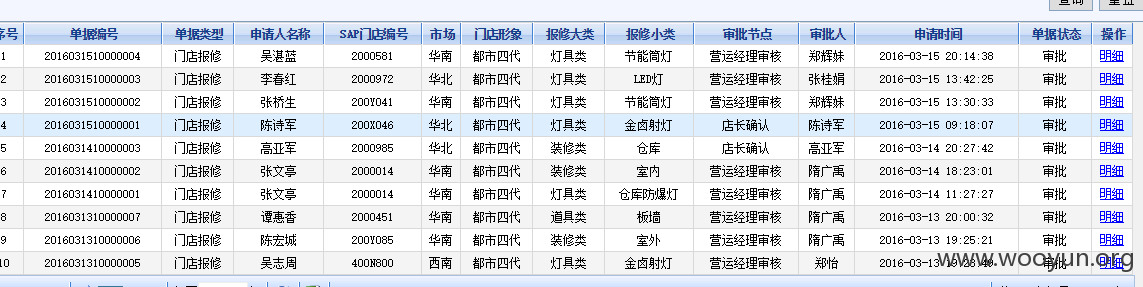 查询 重置
序号 单据编号 单据类型 申请人名称 SAP门店编号 市场 门店形象 报修大类 报修小类 审批节点 审批人 申请时间 单据状态 操作
1 2016031510000004 门店报修 吴湛蓝 2000581 华南 都市四代 灯具类 节能筒灯 营运经理审核 郑辉妹 2016-03-15 20:14:38 审批 明细
2 2016031510000003 门店报修 李春红 2000972 华北 都市四代 灯具类 LED灯 营运经理审核 张桂娟 2016-03-15 13:42:25 审批 明细
3 2016031510000002 门店报修 张桥生 200Y041 华南 都市四代 灯具类 节能筒灯 营运经理审核 郑辉妹 2016-03-15 13:30:33 审批 明细
4 2016031510000001 门店报修 陈诗军 200X046 华北 都市四代 灯具类 金卤射灯 店长确认 陈诗军 2016-03-15 09:18:07 审批 明细
5 2016031410000003 门店报修 高亚军 2000985 华北 都市四代 装修类 仓库 店长确认 高亚军 2016-03-14 20:27:42 审批 明细
6 2016031410000002 门店报修 张文亭 2000014 华南 都市四代 装修类 室内 营运经理审核 隋广禹 2016-03-14 18:23:01 审批 明细
7 2016031410000001 门店报修 张文亭 2000014 华南 都市四代 灯具类 仓库防爆灯 营运经理审核 隋广禹 2016-03-14 11:27:27 审批 明细
8 2016031310000007 门店报修 谭惠香 2000451 华南 都市四代 道具类 板墙 营运经理审核 隋广禹 2016-03-13 20:00:32 审批 明细
9 2016031310000006 门店报修 陈宏城 200Y085 华南 都市四代 装修类 室外 营运经理审核 隋广禹 2016-03-13 19:25:21 审批 明细
10 2016031310000005 门店报修 吴志周 400N800 西南 都市四代 灯具类 金卤射灯 营运经理审核 郑怡 2016-03-13 19:23:49 审批 明细
www.wooyun.org